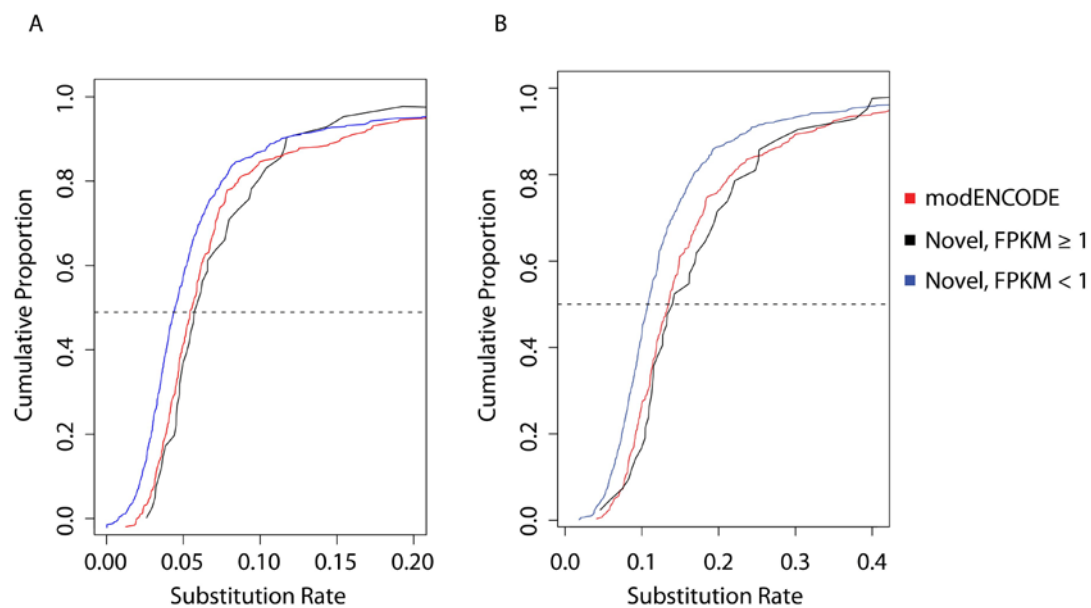 A
B
Cumulative Proportion
1.0
0.8
0.6
0.4
0.2
0.0
0.00 0.05 0.10 0.15 0.20
Substitution Rate
Cumulative Proportion
1.0
0.8
0.6
0.4
0.2
0.0
0.0 0.1 0.2 0.3 0.4
Substitution Rate
modENCODE
Novel, FPKM ≥ 1
Novel, FPKM < 1